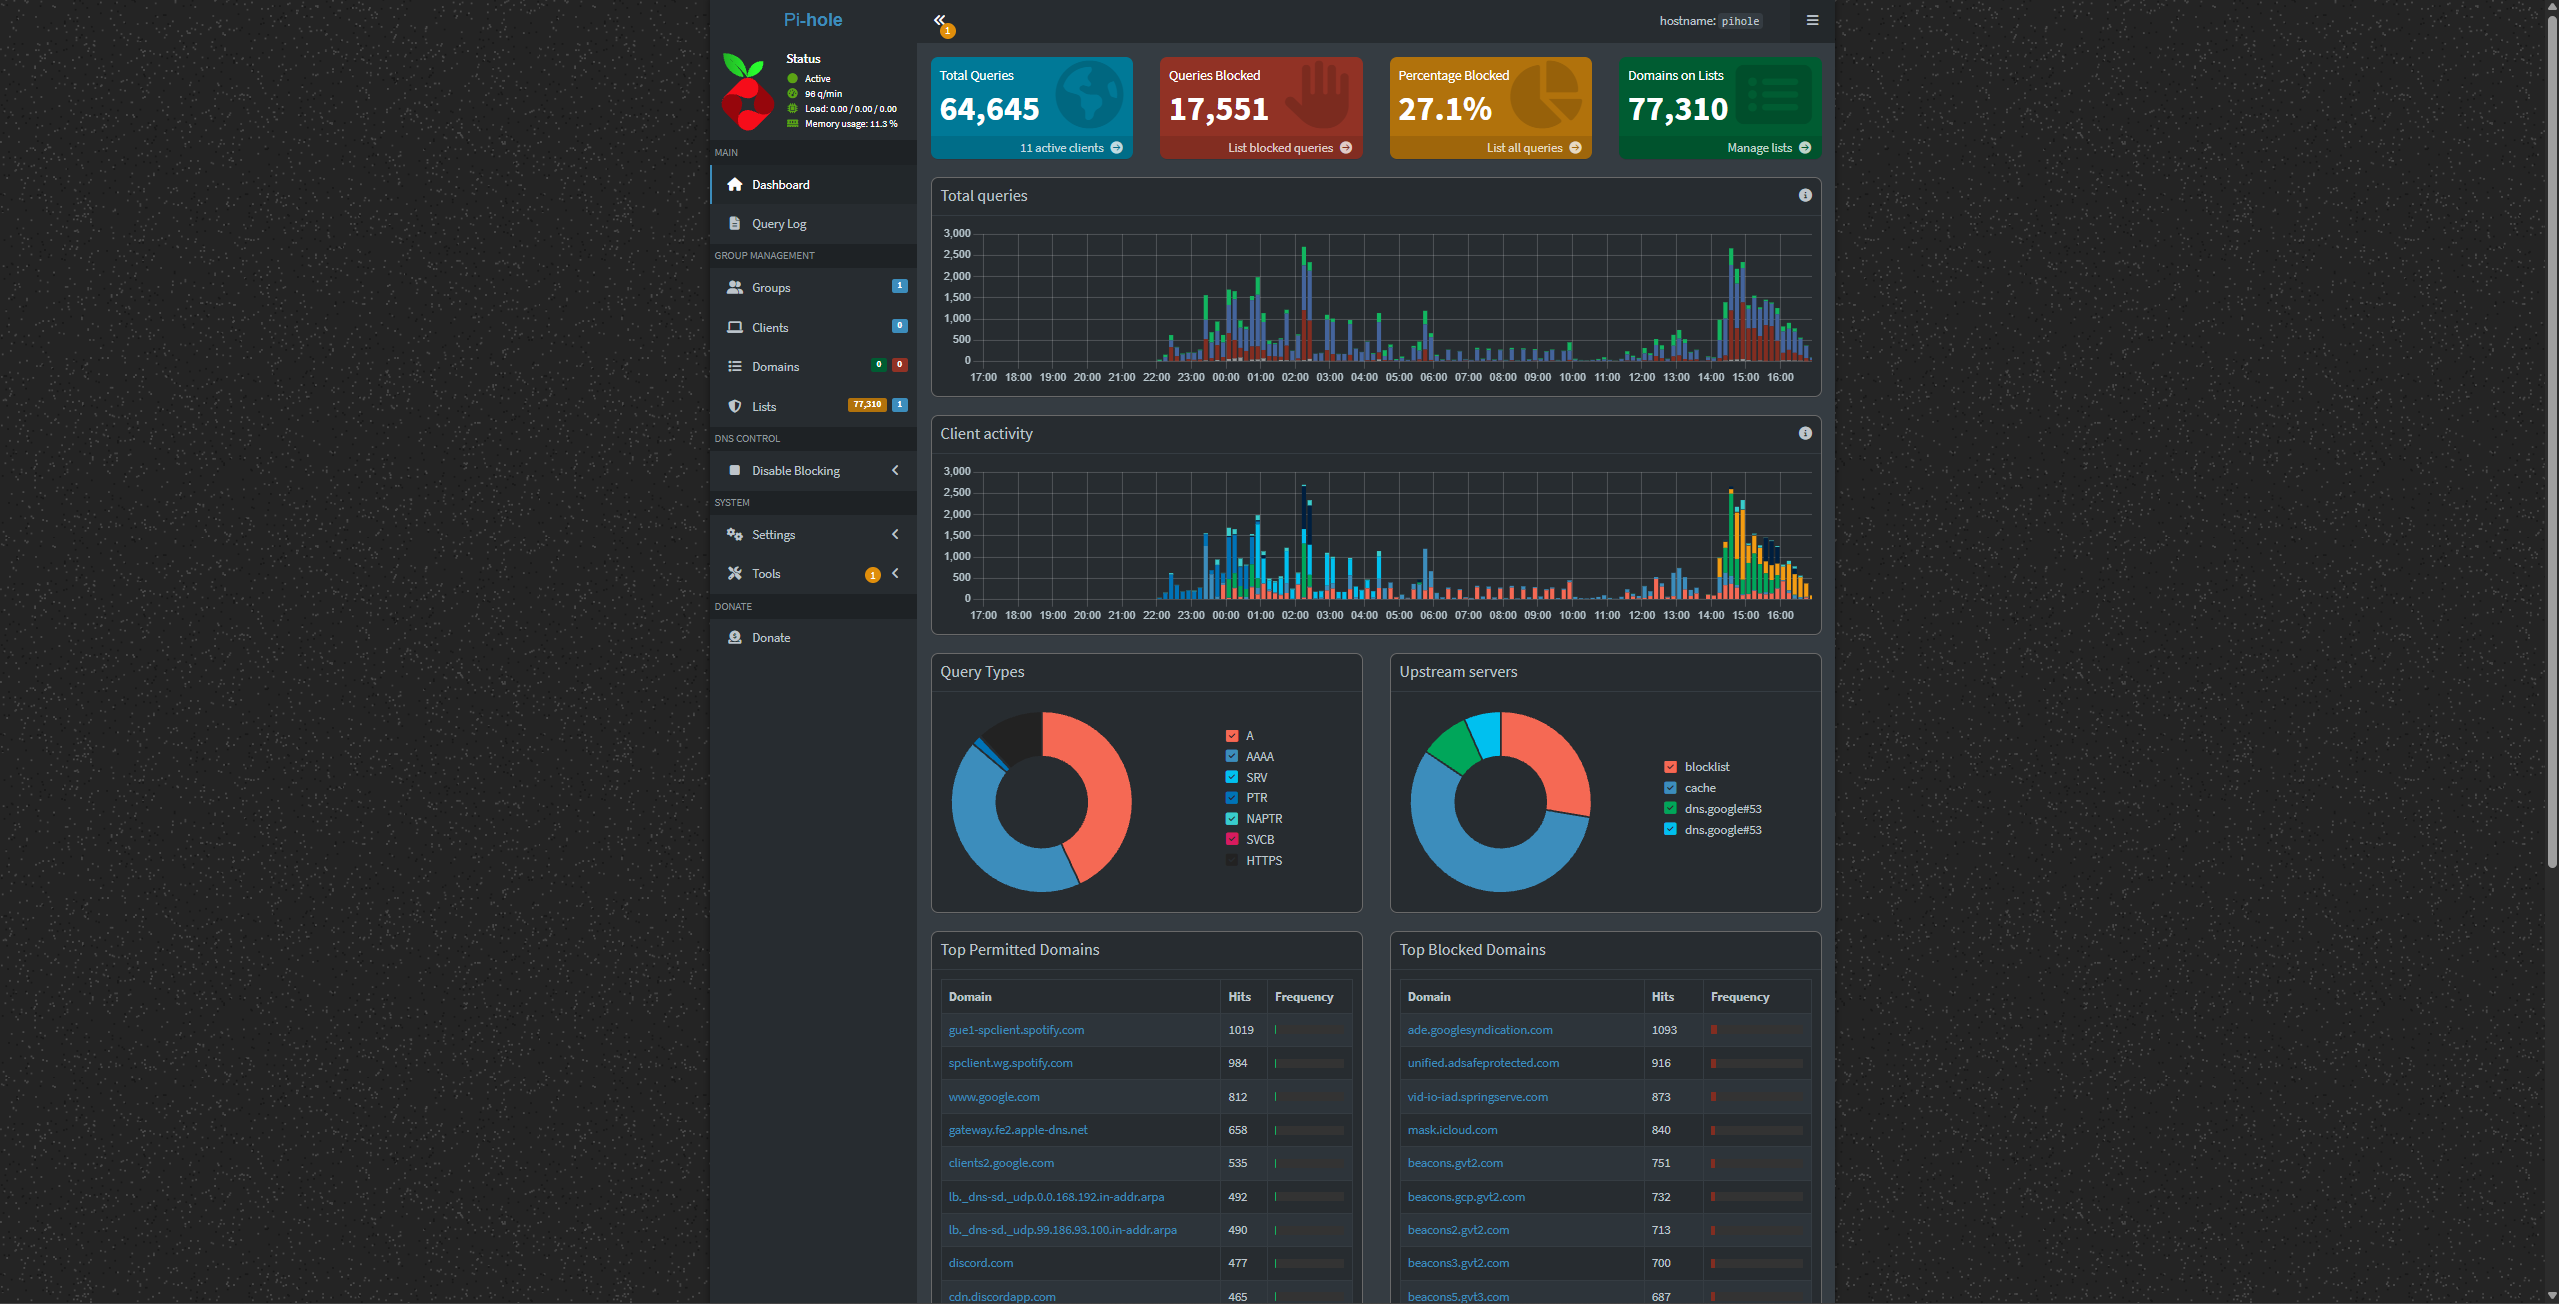 Pi-hole
1
hostname: pihole
Status
Active
96 q/min
Load: 0.00 / 0.00 / 0.00
Memory usage: 11.3 %
MAIN
Dashboard
Query Log
GROUP MANAGEMENT
Groups 1
Clients 0
Domains 0 0
Lists 77,310 1
DNS CONTROL
Disable Blocking
SYSTEM
Settings
Tools 1
DONATE
Donate
Total Queries
64,645
11 active clients
Queries Blocked
17,551
List blocked queries
Percentage Blocked
27.1%
List all queries
Domains on Lists
77,310
Manage lists
Total queries
3,000
2,500
2,000
1,500
1,000
500
0
17:00 18:00 19:00 20:00 21:00 22:00 23:00 00:00 01:00 02:00 03:00 04:00 05:00 06:00 07:00 08:00 09:00 10:00 11:00 12:00 13:00 14:00 15:00 16:00
Client activity
3,000
2,500
2,000
1,500
1,000
500
0
17:00 18:00 19:00 20:00 21:00 22:00 23:00 00:00 01:00 02:00 03:00 04:00 05:00 06:00 07:00 08:00 09:00 10:00 11:00 12:00 13:00 14:00 15:00 16:00
Query Types
A
AAAA
SRV
PTR
NAPTR
SVCB
HTTPS
Upstream servers
blocklist
cache
dns.google#53
dns.google#53
Top Permitted Domains
Domain Hits Frequency
gue1-spclient.spotify.com 1019
spclient.wg.spotify.com 984
www.google.com 812
gateway.fe2.apple-dns.net 658
clients2.google.com 535
lb._dns-sd._udp.0.0.168.192.in-addr.arpa 492
lb._dns-sd._udp.99.186.93.100.in-addr.arpa 490
discord.com 477
cdn.discordapp.com 465
Top Blocked Domains
Domain Hits Frequency
ade.googlesyndication.com 1093
unified.adsafeprotected.com 916
vid-io-iad.springserve.com 873
mask.icloud.com 840
beacons.gvt2.com 751
beacons.gcp.gvt2.com 732
beacons2.gvt2.com 713
beacons3.gvt2.com 700
beacons5.gvt3.com 687